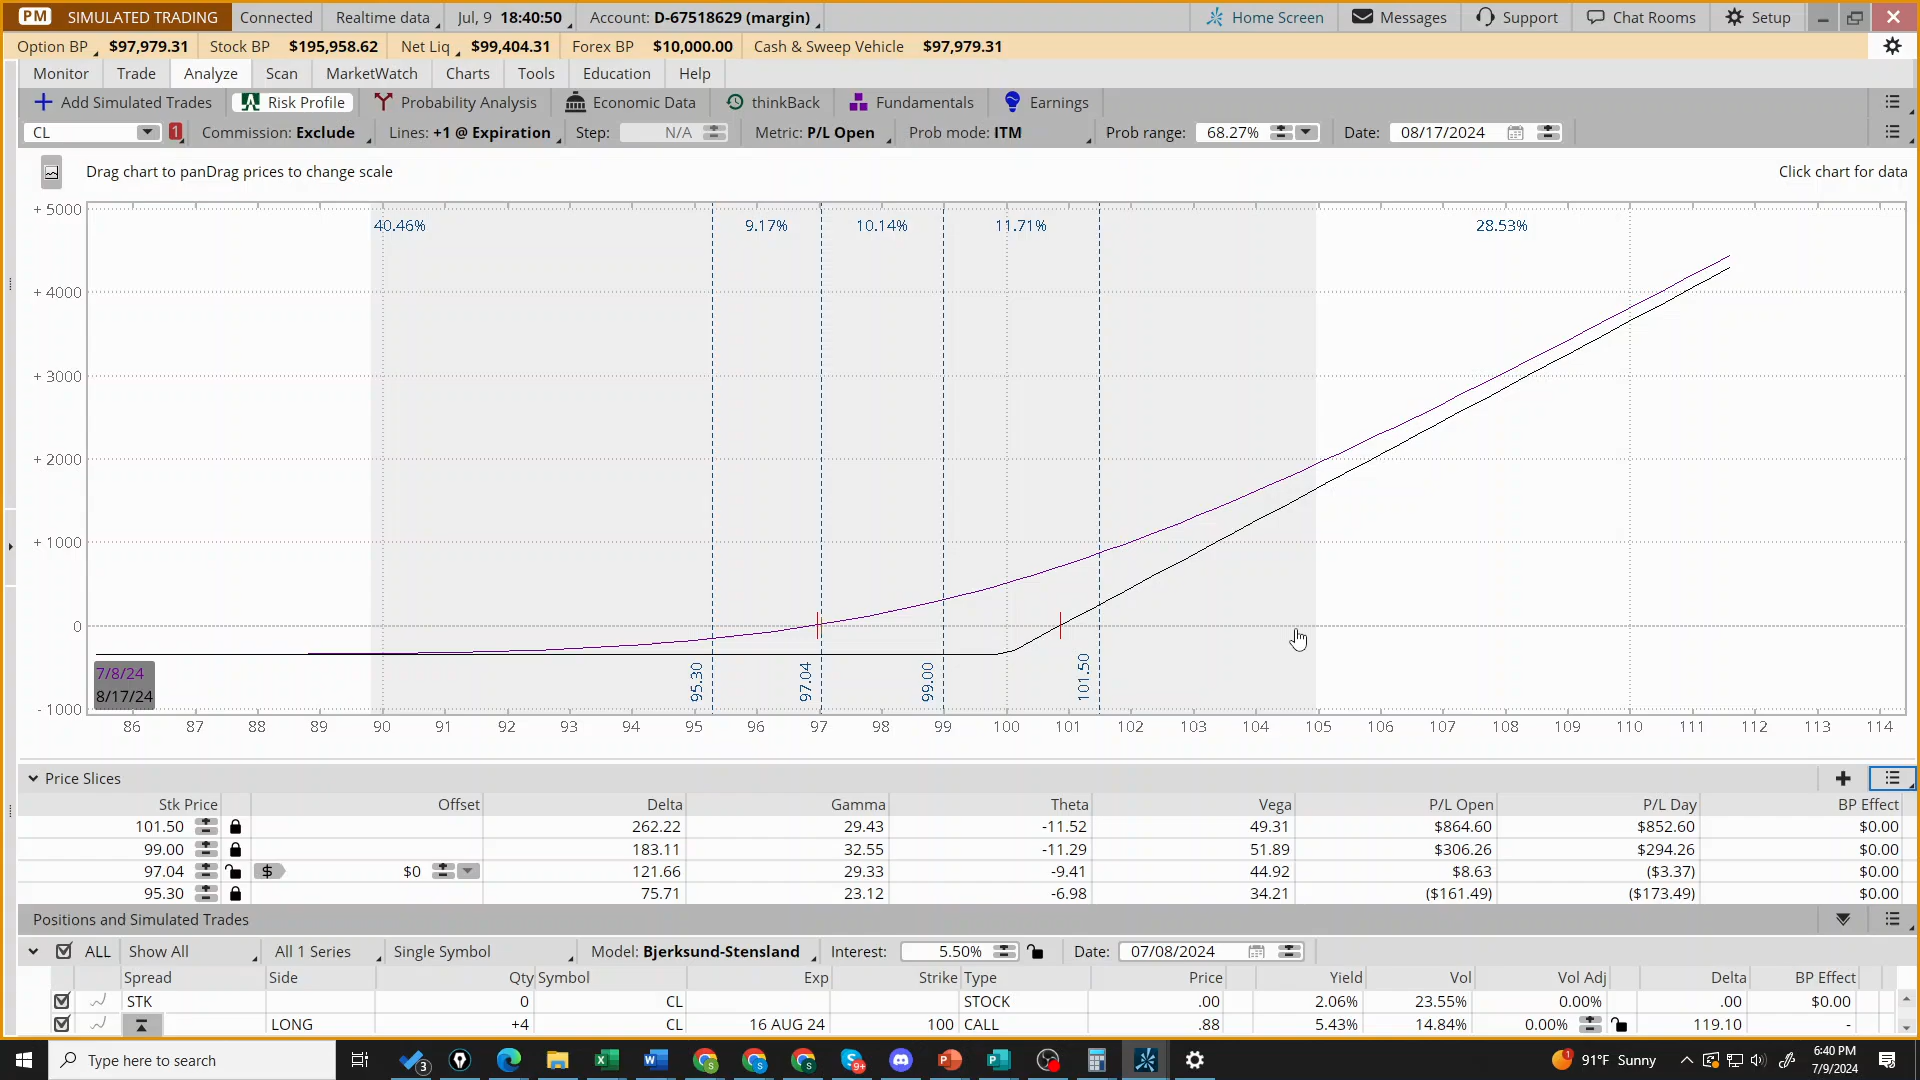 PM SIMULATED TRADING Connected Realtime data Jul, 9 18:40:50 Account: D-67518629 (margin) Home Screen Messages Support Chat Rooms Setup
Option BP $97,979.31 Stock BP $195,958.62 Net Liq $99,404.31 Forex BP $10,000.00 Cash & Sweep Vehicle $97,979.31
Monitor Trade Analyze Scan MarketWatch Charts Tools Education Help
Add Simulated Trades Risk Profile Probability Analysis Economic Data thinkBack Fundamentals Earnings
CL 1 Commission: Exclude Lines: +1 @ Expiration Step: N/A Metric: P/L Open Prob mode: ITM Prob range: 68.27% Date: 08/17/2024
Drag chart to panDrag prices to change scale Click chart for data
+ 5000
40.46% 9.17% 10.14% 11.71% 28.53%
+ 4000
+ 3000
+ 2000
+ 1000
0
95.30 97.04 99.00 101.50
7/8/24
8/17/24
- 1000
86 87 88 89 90 91 92 93 94 95 96 97 98 99 100 101 102 103 104 105 106 107 108 109 110 111 112 113 114
Price Slices
Stk Price Offset Delta Gamma Theta Vega P/L Open P/L Day BP Effect
101.50 262.22 29.43 -11.52 49.31 $864.60 $852.60 $0.00
99.00 183.11 32.55 -11.29 51.89 $306.26 $294.26 $0.00
97.04 $ $0 121.66 29.33 -9.41 44.92 $8.63 ($3.37) $0.00
95.30 75.71 23.12 -6.98 34.21 ($161.49) ($173.49) $0.00
Positions and Simulated Trades
ALL Show All All 1 Series Single Symbol Model: Bjerksund-Stensland Interest: 5.50% Date: 07/08/2024
Spread Side Qty Symbol Exp Strike Type Price Yield Vol Vol Adj Delta BP Effect
STK 0 CL STOCK .00 2.06% 23.55% 0.00% .00 $0.00
LONG +4 CL 16 AUG 24 100 CALL .88 5.43% 14.84% 0.00% 119.10 -
Type here to search 3 9+ 1 91°F Sunny 6:40 PM
7/9/2024